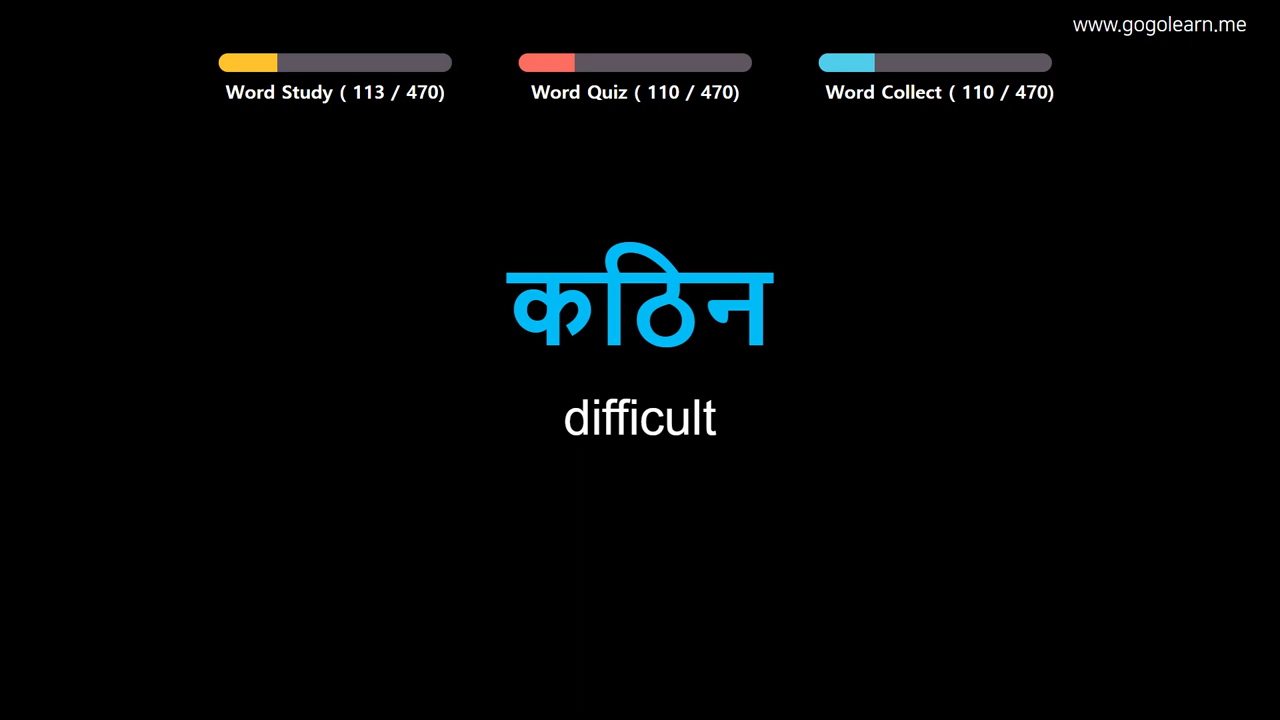 www.gogolearn.me
Word Study ( 113 / 470)
Word Quiz ( 110 / 470)
Word Collect ( 110 / 470)
कठिन
difficult